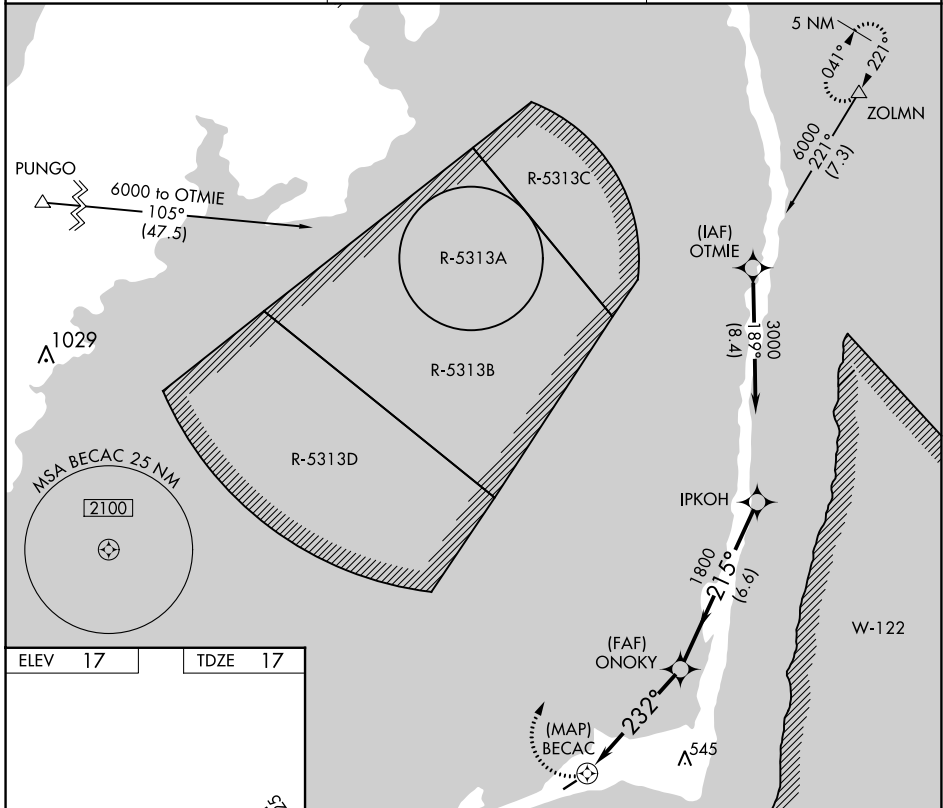 5 NM
041°
221°
ZOLMN
6000
221°
(7.3)
PUNGO
6000 to OTMIE
105°
(47.5)
R-5313C
(IAF)
OTMIE
R-5313A
3000
189°
(8.4)
1029
R-5313B
R-5313D
MSA BECAC 25 NM
2100
IPKOH
1800
215°
(6.6)
W-122
(FAF)
ONOKY
ELEV 17
TDZE 17
232°
(MAP)
BECAC
545